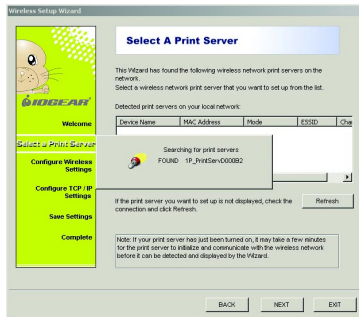 Wireless Setup Wizard
IOGEAR
Welcome
Select a Print Server
Configure Wireless
Settings
Configure TCP / IP
Settings
Save Settings
Complete
Select A Print Server
This Wizard has found the following wireless network print servers on the
network.
Select a wireless network print server that you want to set up from the list.
Detected print servers on your local network:
Device Name MAC Address Mode ESSID Cha
Searching for print servers
FOUND 1P_PrintServD000B2
If the print server you want to set up is not displayed, check the
connection and click Refresh.
Refresh
Note: If your print server has just been turned on, it may take a few minutes
for the print server to initialize and communicate with the wireless network
before it can be detected and displayed by the Wizard.
BACK NEXT EXIT